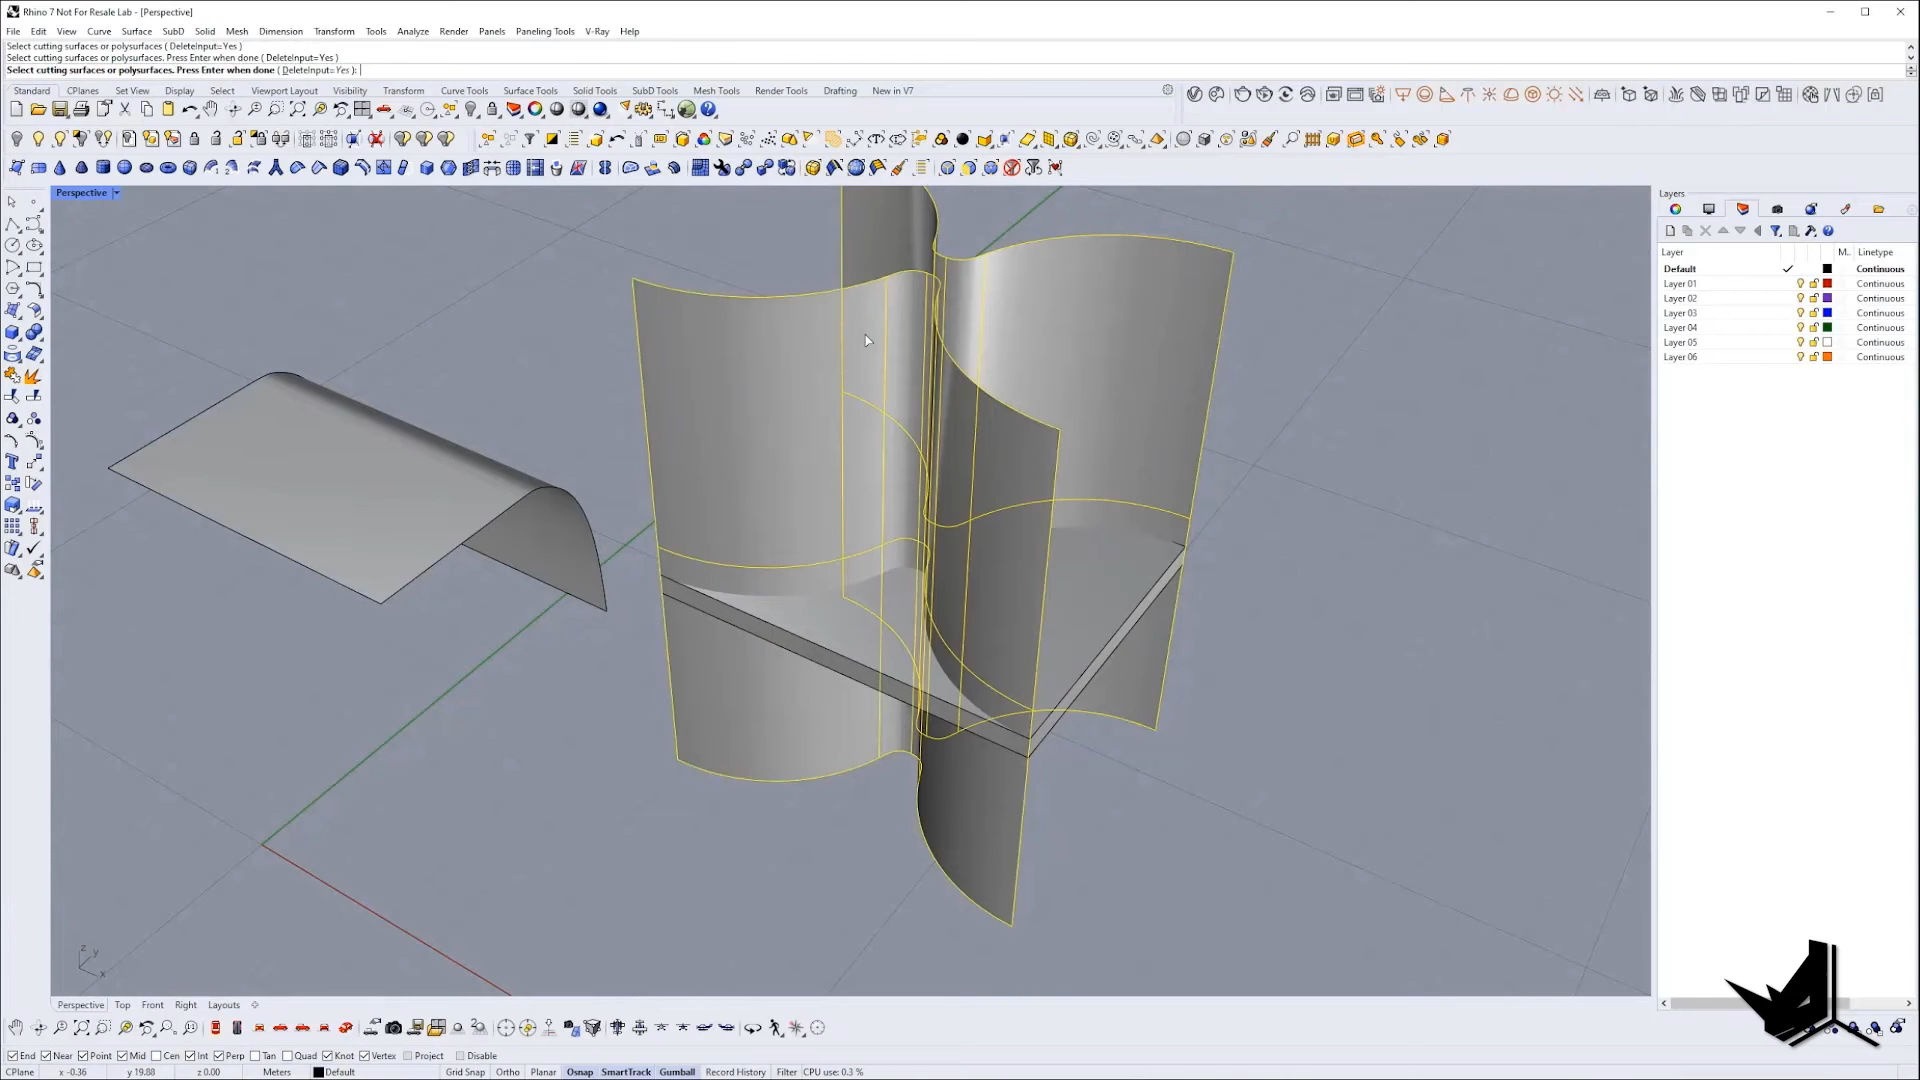 Rhino 7 Not For Resale Lab - [Perspective]
File Edit View Curve Surface SubD Solid Mesh Dimension Transform Tools Analyze Render Panels Paneling Tools V-Ray Help
Select cutting surfaces or polysurfaces ( DeleteInput=Yes )
Select cutting surfaces or polysurfaces. Press Enter when done ( DeleteInput=Yes )
Select cutting surfaces or polysurfaces. Press Enter when done ( DeleteInput=Yes ):
Standard CPlanes Set View Display Select Viewport Layout Visibility Transform Curve Tools Surface Tools Solid Tools SubD Tools Mesh Tools Render Tools Drafting New in V7
Perspective
Layers
Layer M.. Linetype
Default Continuous
Layer 01 Continuous
Layer 02 Continuous
Layer 03 Continuous
Layer 04 Continuous
Layer 05 Continuous
Layer 06 Continuous
z y
x
Perspective Top Front Right Layouts
End Near Point Mid Cen Int Perp Tan Quad Knot Vertex Project Disable
CPlane x -0.36 y 19.88 z 0.00 Meters Default Grid Snap Ortho Planar Osnap SmartTrack Gumball Record History Filter CPU use: 0.3 %